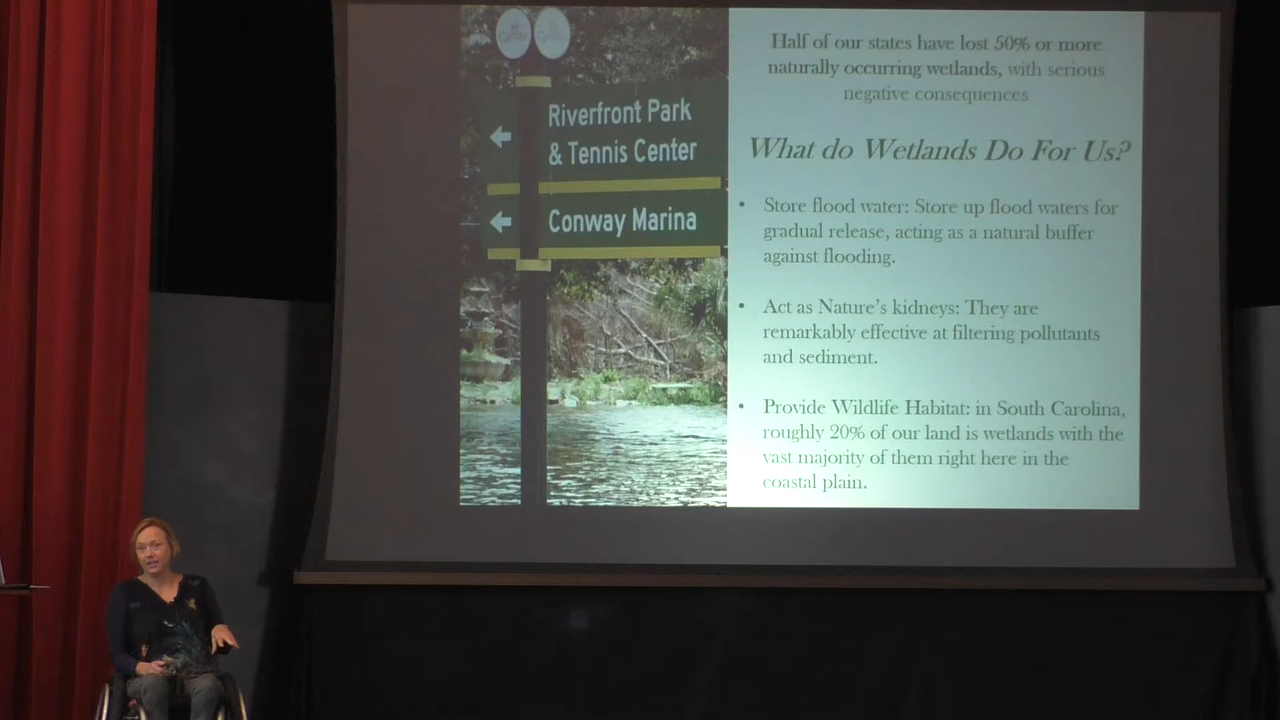 Riverfront Park
& Tennis Center
Conway Marina
Half of our states have lost 50% or more
naturally occurring wetlands, with serious
negative consequences
What do Wetlands Do For Us?
• Store flood water: Store up flood waters for
gradual release, acting as a natural buffer
against flooding.
• Act as Nature's kidneys: They are
remarkably effective at filtering pollutants
and sediment.
• Provide Wildlife Habitat: in South Carolina,
roughly 20% of our land is wetlands with the
vast majority of them right here in the
coastal plain.